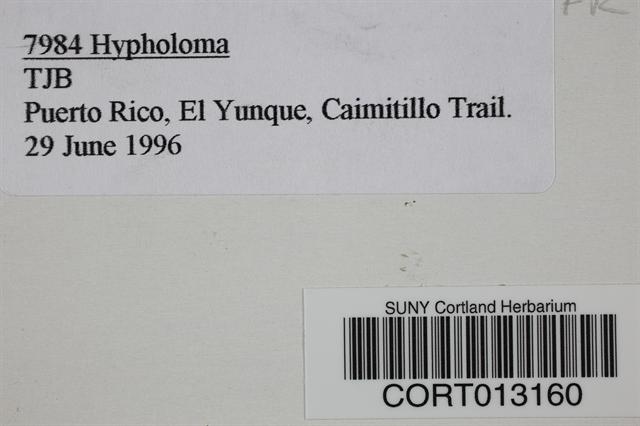 7984 Hypholoma
TJB
Puerto Rico, El Yunque, Caimitillo Trail.
29 June 1996
SUNY Cortland Herbarium
CORT013160